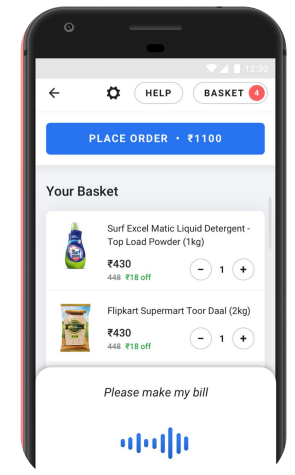 12:30
HELP
BASKET 4
PLACE ORDER • ₹1100
Your Basket
Surf Excel Matic Liquid Detergent -
Top Load Powder (1kg)
₹430
448 ₹18 off
− 1 +
Flipkart Supermart Toor Daal (2kg)
₹430
448 ₹18 off
− 1 +
Please make my bill